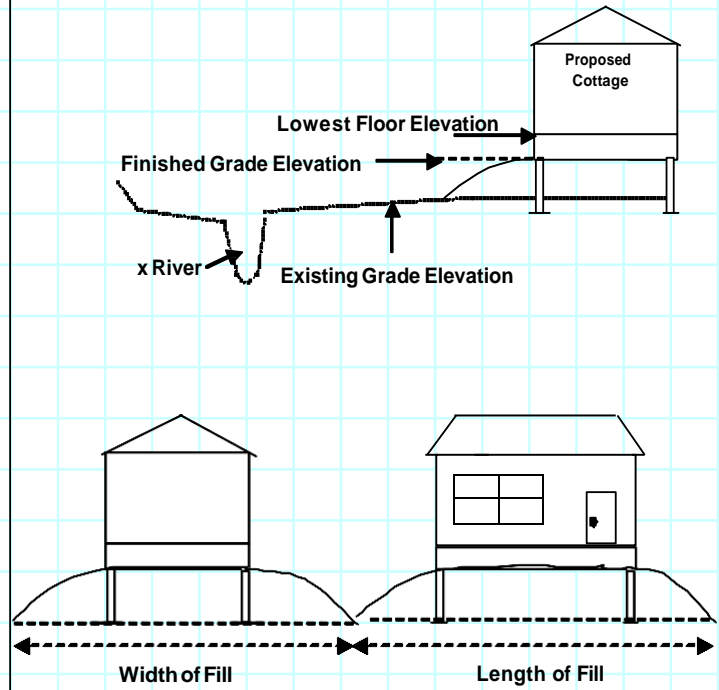 Proposed
Cottage
Lowest Floor Elevation
Finished Grade Elevation
x River
Existing Grade Elevation
Width of Fill
Length of Fill